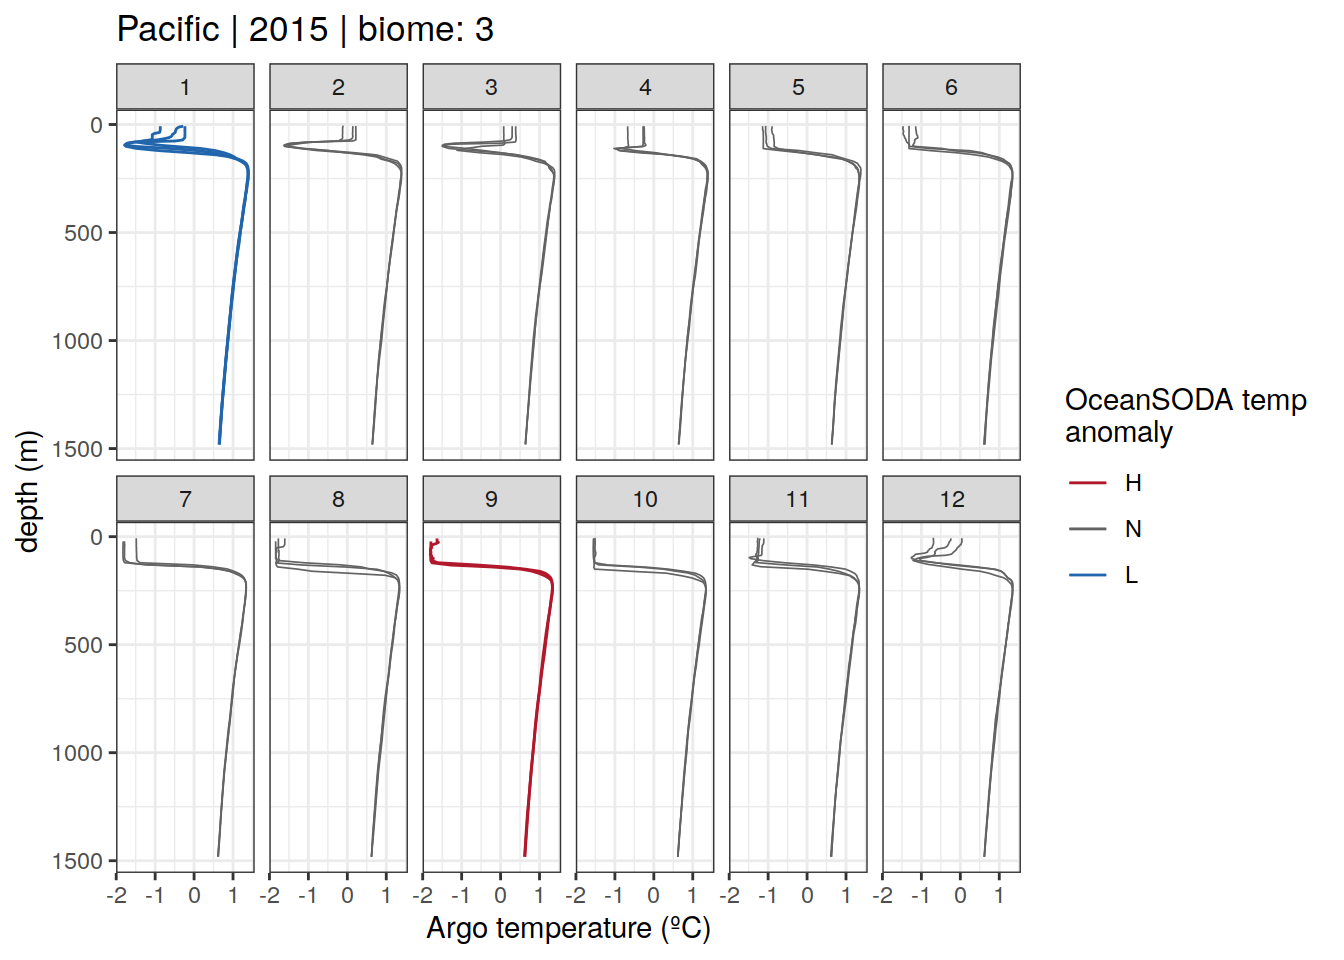 Pacific | 2015 | biome: 3
1 2 3 4 5 6
0
500
1000
1500
7 8 9 10 11 12
0
500
1000
1500
-2 -1 0 1 -2 -1 0 1 -2 -1 0 1 -2 -1 0 1 -2 -1 0 1 -2 -1 0 1
Argo temperature (ºC)
depth (m)
OceanSODA temp
anomaly
H
N
L